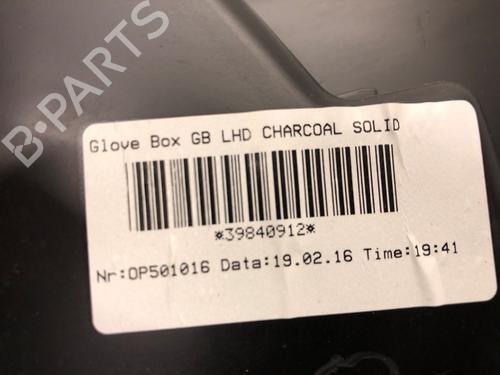 B-PARTS
Glove Box GB LHD CHARCOAL SOLID
*39840912*
Nr:OP501016 Data:19.02.16 Time:19:41